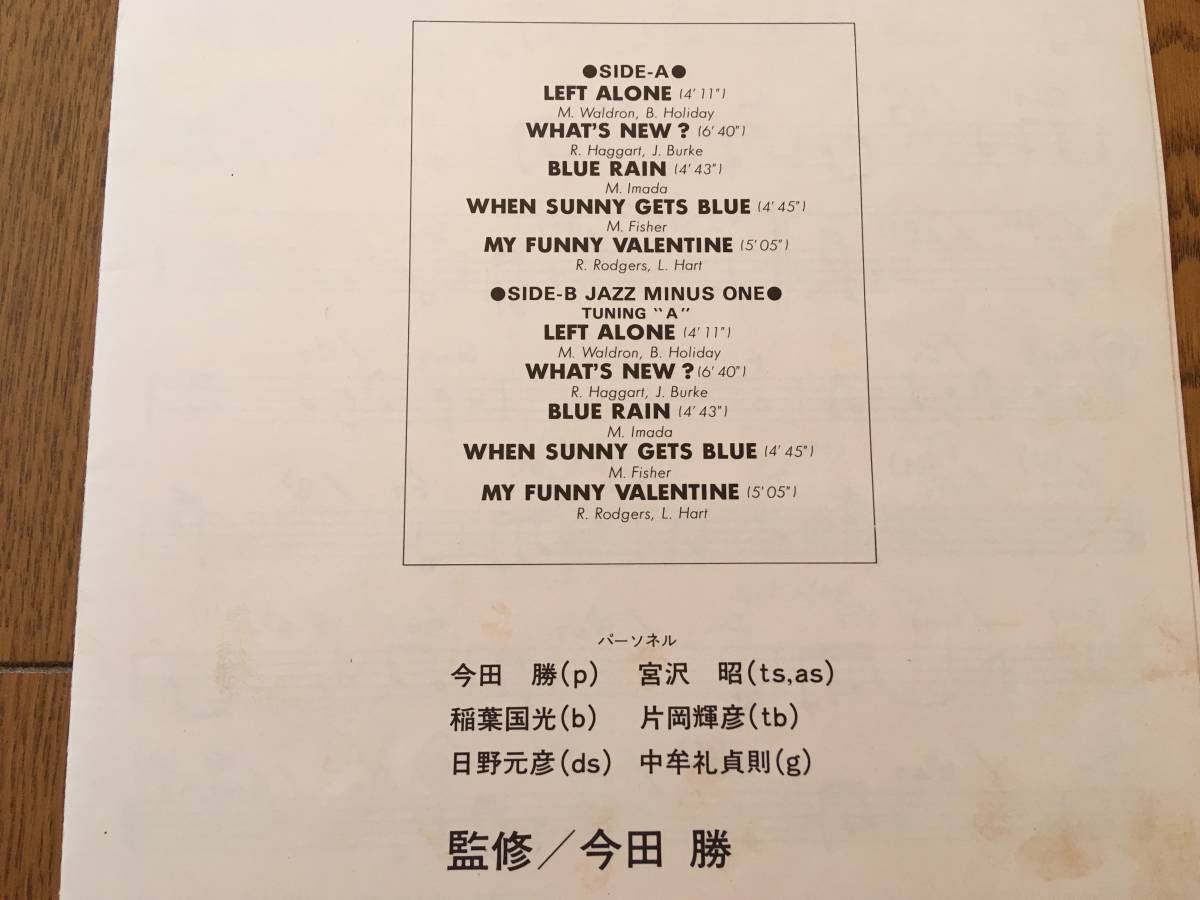 ●SIDE-A●
LEFT ALONE (4'11")
M. Waldron, B. Holiday
WHAT'S NEW ? (6'40")
R. Haggart, J. Burke
BLUE RAIN (4'43")
M. Imada
WHEN SUNNY GETS BLUE (4'45")
M. Fisher
MY FUNNY VALENTINE (5'05")
R. Rodgers, L. Hart
●SIDE-B JAZZ MINUS ONE●
TUNING "A"
LEFT ALONE (4'11")
M. Waldron, B. Holiday
WHAT'S NEW ? (6'40")
R. Haggart, J. Burke
BLUE RAIN (4'43")
M. Imada
WHEN SUNNY GETS BLUE (4'45")
M. Fisher
MY FUNNY VALENTINE (5'05")
R. Rodgers, L. Hart
パーソネル
今田 勝(p) 宮沢 昭(ts,as)
稲葉国光(b) 片岡輝彦(tb)
日野元彦(ds) 中牟礼貞則(g)
監修／今田 勝